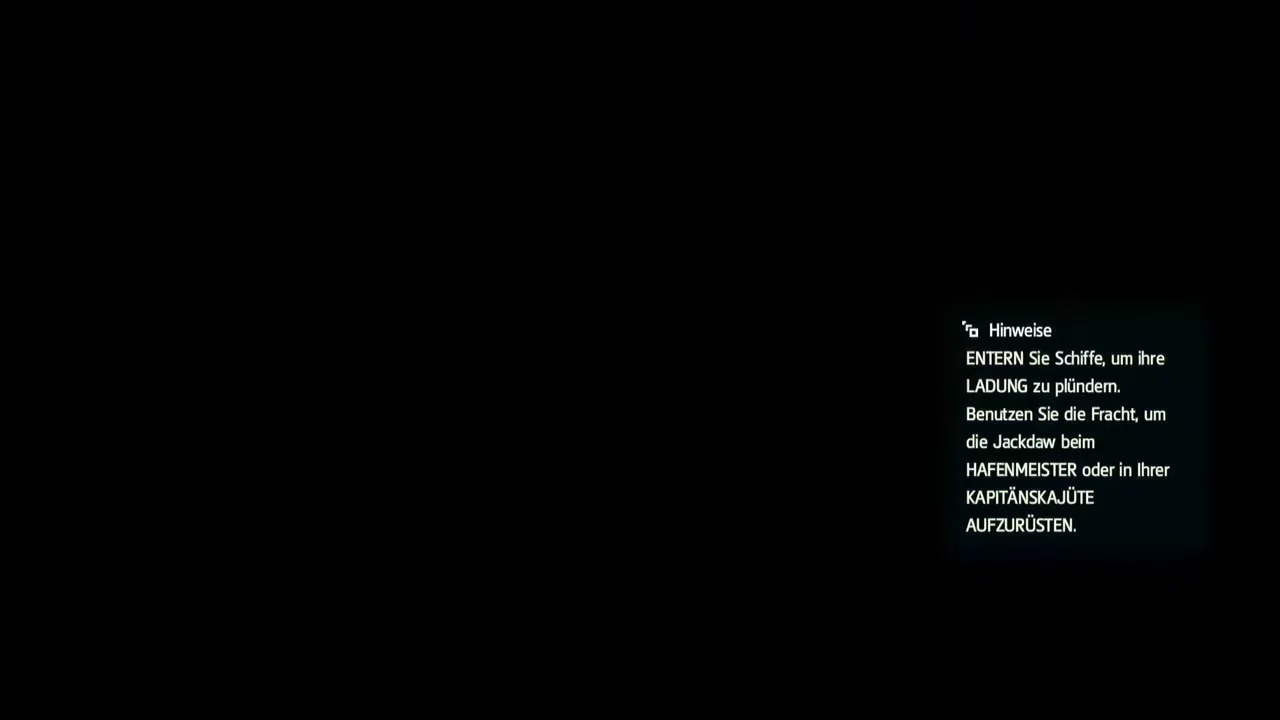 Hinweise
ENTERN Sie Schiffe, um ihre
LADUNG zu plündern.
Benutzen Sie die Fracht, um
die Jackdaw beim
HAFENMEISTER oder in Ihrer
KAPITÄNSKAJÜTE
AUFZURÜSTEN.